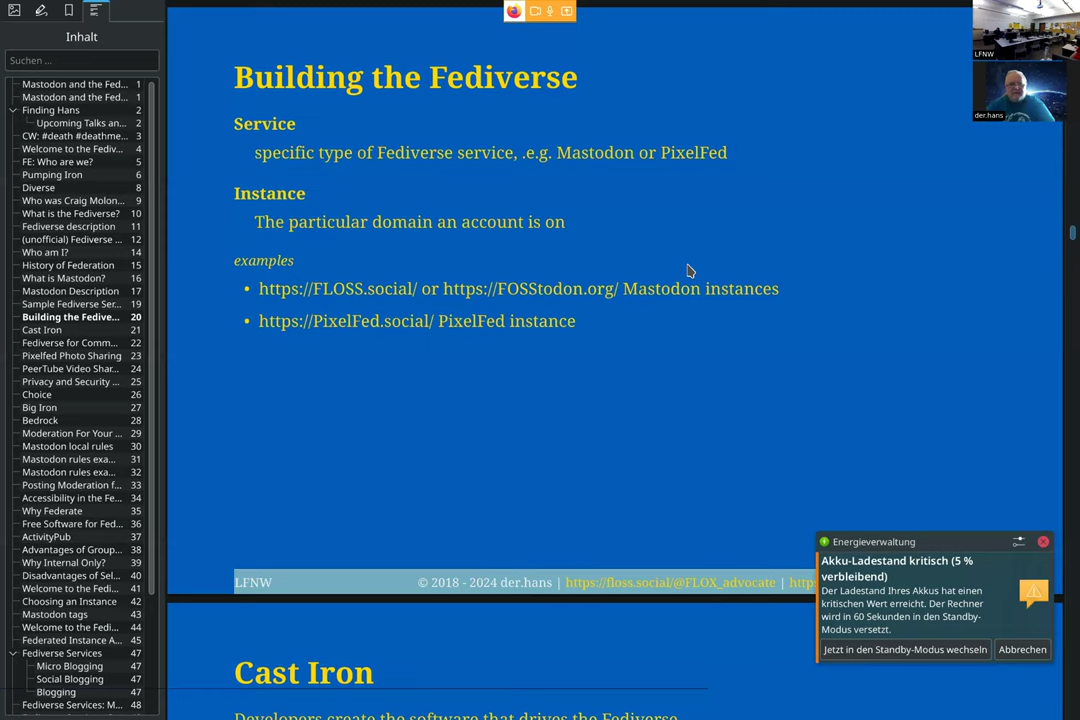 Inhalt
Suchen ...
Mastodon and the Fed... 1
Mastodon and the Fed... 1
Finding Hans 2
Upcoming Talks an... 2
CW: #death #deathme... 3
Welcome to the Fediv... 4
FE: Who are we? 5
Pumping Iron 6
Diverse 8
Who was Craig Molon... 9
What is the Fediverse? 10
Fediverse description 11
(unofficial) Fediverse ... 12
Who am I? 14
History of Federation 15
What is Mastodon? 16
Mastodon Description 17
Sample Fediverse Ser... 19
Building the Fedive... 20
Cast Iron 21
Fediverse for Comm... 22
Pixelfed Photo Sharing 23
PeerTube Video Shar... 24
Privacy and Security ... 25
Choice 26
Big Iron 27
Bedrock 28
Moderation For Your ... 29
Mastodon local rules 30
Mastodon rules exa... 31
Mastodon rules exa... 32
Posting Moderation f... 33
Accessibility in the Fe... 34
Why Federate 35
Free Software for Fed... 36
ActivityPub 37
Advantages of Group... 38
Why Internal Only? 39
Disadvantages of Sel... 40
Welcome to the Fedi... 41
Choosing an Instance 42
Mastodon tags 43
Welcome to the Fedi... 44
Federated Instance A... 45
Fediverse Services 47
Micro Blogging 47
Social Blogging 47
Blogging 47
Fediverse Services: M... 48
Building the Fediverse
Service
specific type of Fediverse service, .e.g. Mastodon or PixelFed
Instance
The particular domain an account is on
examples
• https://FLOSS.social/ or https://FOSStodon.org/ Mastodon instances
• https://PixelFed.social/ PixelFed instance
LFNW © 2018 - 2024 der.hans | https://floss.social/@FLOX_advocate | http
Cast Iron
Developers create the software that drives the Fediverse
LFNW
der.hans
Energieverwaltung
Akku-Ladestand kritisch (5 %
verbleibend)
Der Ladestand Ihres Akkus hat einen
kritischen Wert erreicht. Der Rechner
wird in 60 Sekunden in den Standby-
Modus versetzt.
Jetzt in den Standby-Modus wechseln
Abbrechen